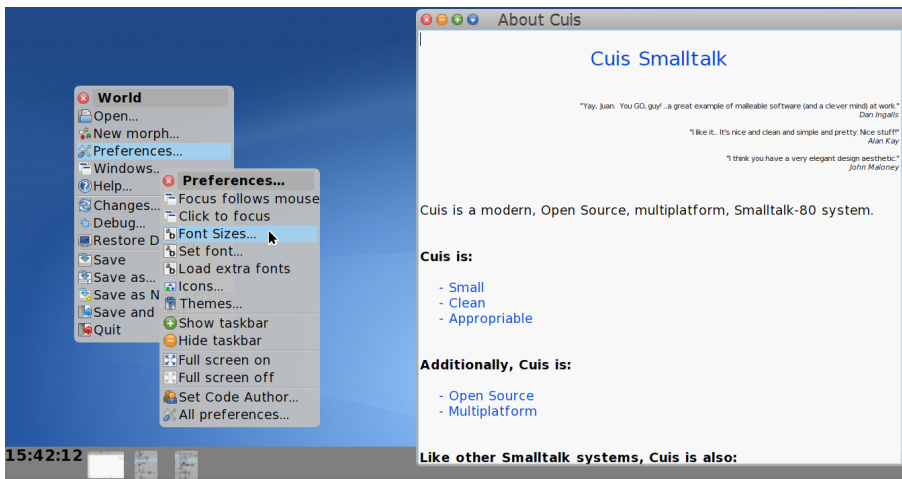 World
Open...
New morph...
Preferences...
Windows..
Help...
Changes...
Debug...
Restore D
Save
Save as...
Save as N
Save and
Quit
Preferences...
Focus follows mouse
Click to focus
Font Sizes...
Set font...
Load extra fonts
Icons...
Themes...
Show taskbar
Hide taskbar
Full screen on
Full screen off
Set Code Author...
All preferences...
15:42:12
About Cuis
Cuis Smalltalk
"Yay, Juan.  You GO, guy! ..a great example of malleable software (and a clever mind) at work."
Dan Ingalls
"I like it.. It's nice and clean and simple and pretty. Nice stuff!"
Alan Kay
"I think you have a very elegant design aesthetic."
John Maloney
Cuis is a modern, Open Source, multiplatform, Smalltalk-80 system.
Cuis is:
- Small
- Clean
- Appropriable
Additionally, Cuis is:
- Open Source
- Multiplatform
Like other Smalltalk systems, Cuis is also: